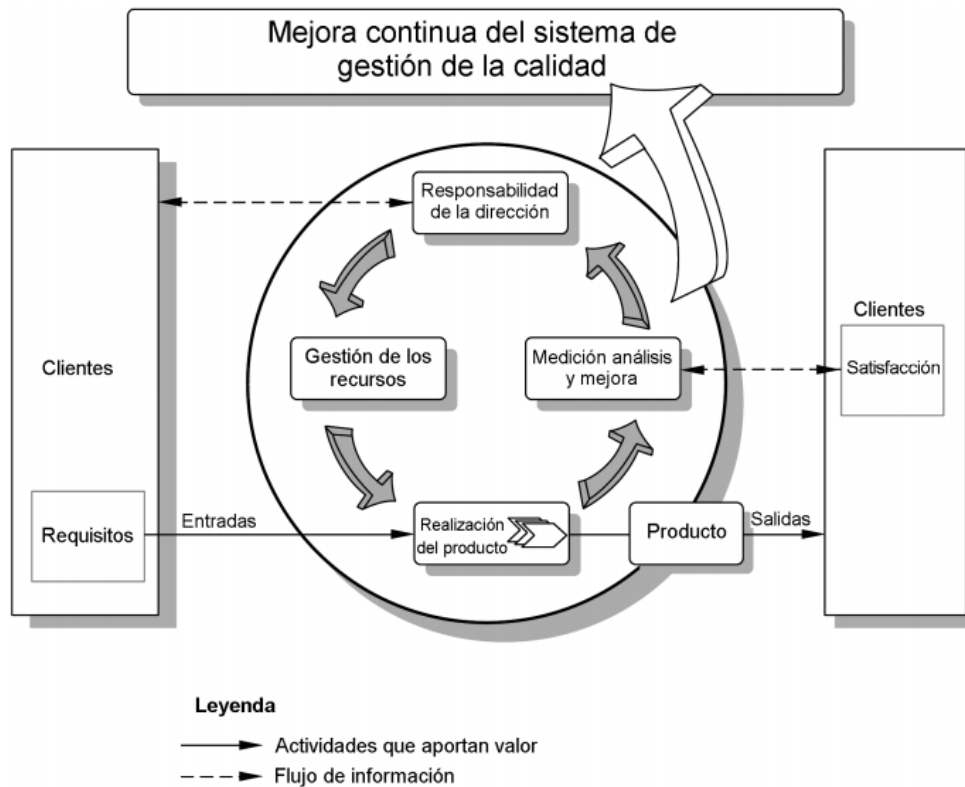 Mejora continua del sistema de
gestión de la calidad
Responsabilidad
de la dirección
Clientes
Gestión de los
recursos
Medición análisis
y mejora
Clientes
Satisfacción
Requisitos
Entradas
Realización
del producto
Producto
Salidas
Leyenda
Actividades que aportan valor
Flujo de información